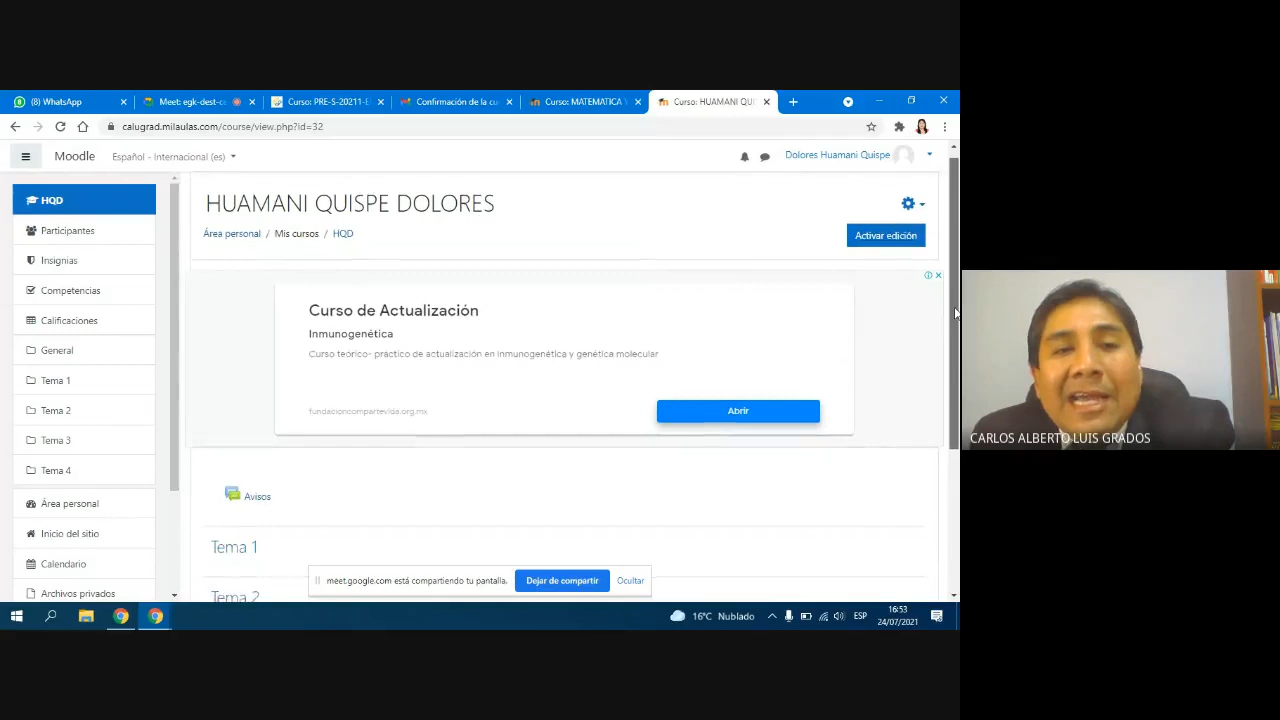 (8) WhatsApp
Meet: egk-dest-c
Curso: PRE-S-20211-E
Confirmación de la cu
Curso: MATEMATICA
Curso: HUAMANI QUI
calugrad.milaulas.com/course/view.php?id=32
Moodle
Español - Internacional (es)
Dolores Huamani Quispe
HQD
Participantes
Insignias
Competencias
Calificaciones
General
Tema 1
Tema 2
Tema 3
Tema 4
Área personal
Inicio del sitio
Calendario
Archivos privados
HUAMANI QUISPE DOLORES
Área personal / Mis cursos / HQD
Activar edición
Curso de Actualización
Inmunogenética
Curso teórico- práctico de actualización en inmunogenética y genética molecular
fundacioncompartevida.org.mx
Abrir
Avisos
Tema 1
Tema 2
meet.google.com está compartiendo tu pantalla.
Dejar de compartir
Ocultar
CARLOS ALBERTO LUIS GRADOS
16°C Nublado
ESP
16:53
24/07/2021